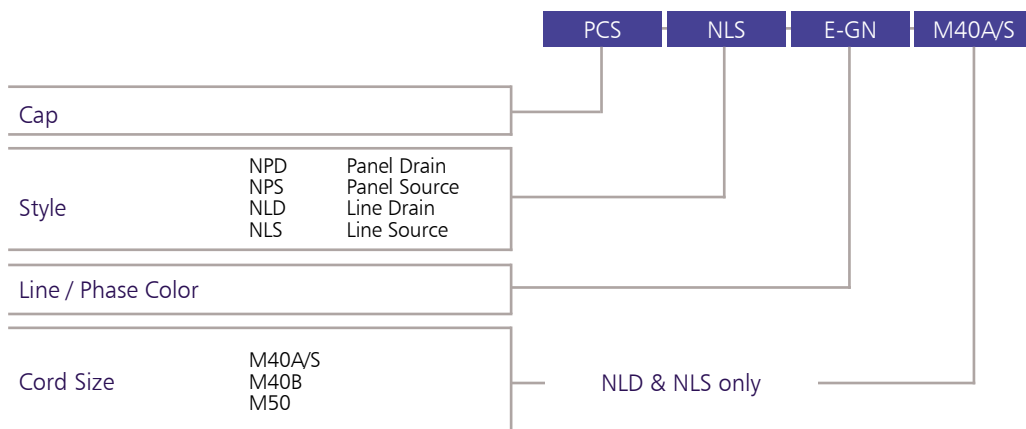 PCS NLS E-GN M40A/S
Cap
Style
NPD Panel Drain
NPS Panel Source
NLD Line Drain
NLS Line Source
Line / Phase Color
Cord Size
M40A/S
M40B
M50
NLD & NLS only